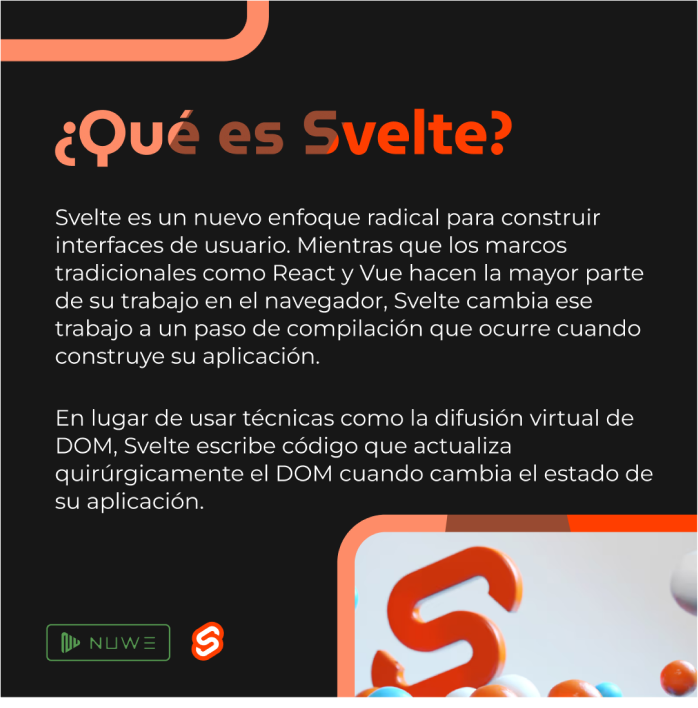 ¿Qué es Svelte?
Svelte es un nuevo enfoque radical para construir
interfaces de usuario. Mientras que los marcos
tradicionales como React y Vue hacen la mayor parte
de su trabajo en el navegador, Svelte cambia ese
trabajo a un paso de compilación que ocurre cuando
construye su aplicación.
En lugar de usar técnicas como la difusión virtual de
DOM, Svelte escribe código que actualiza
quirúrgicamente el DOM cuando cambia el estado de
su aplicación.
NUWE